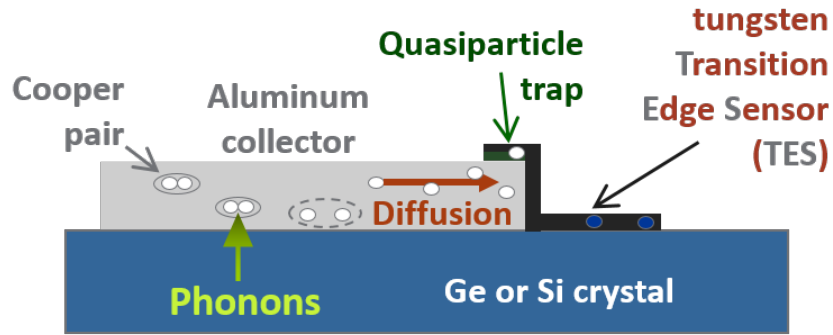 Cooper
pair
Aluminum
collector
Quasiparticle
trap
tungsten
Transition
Edge Sensor
(TES)
Diffusion
Phonons
Ge or Si crystal